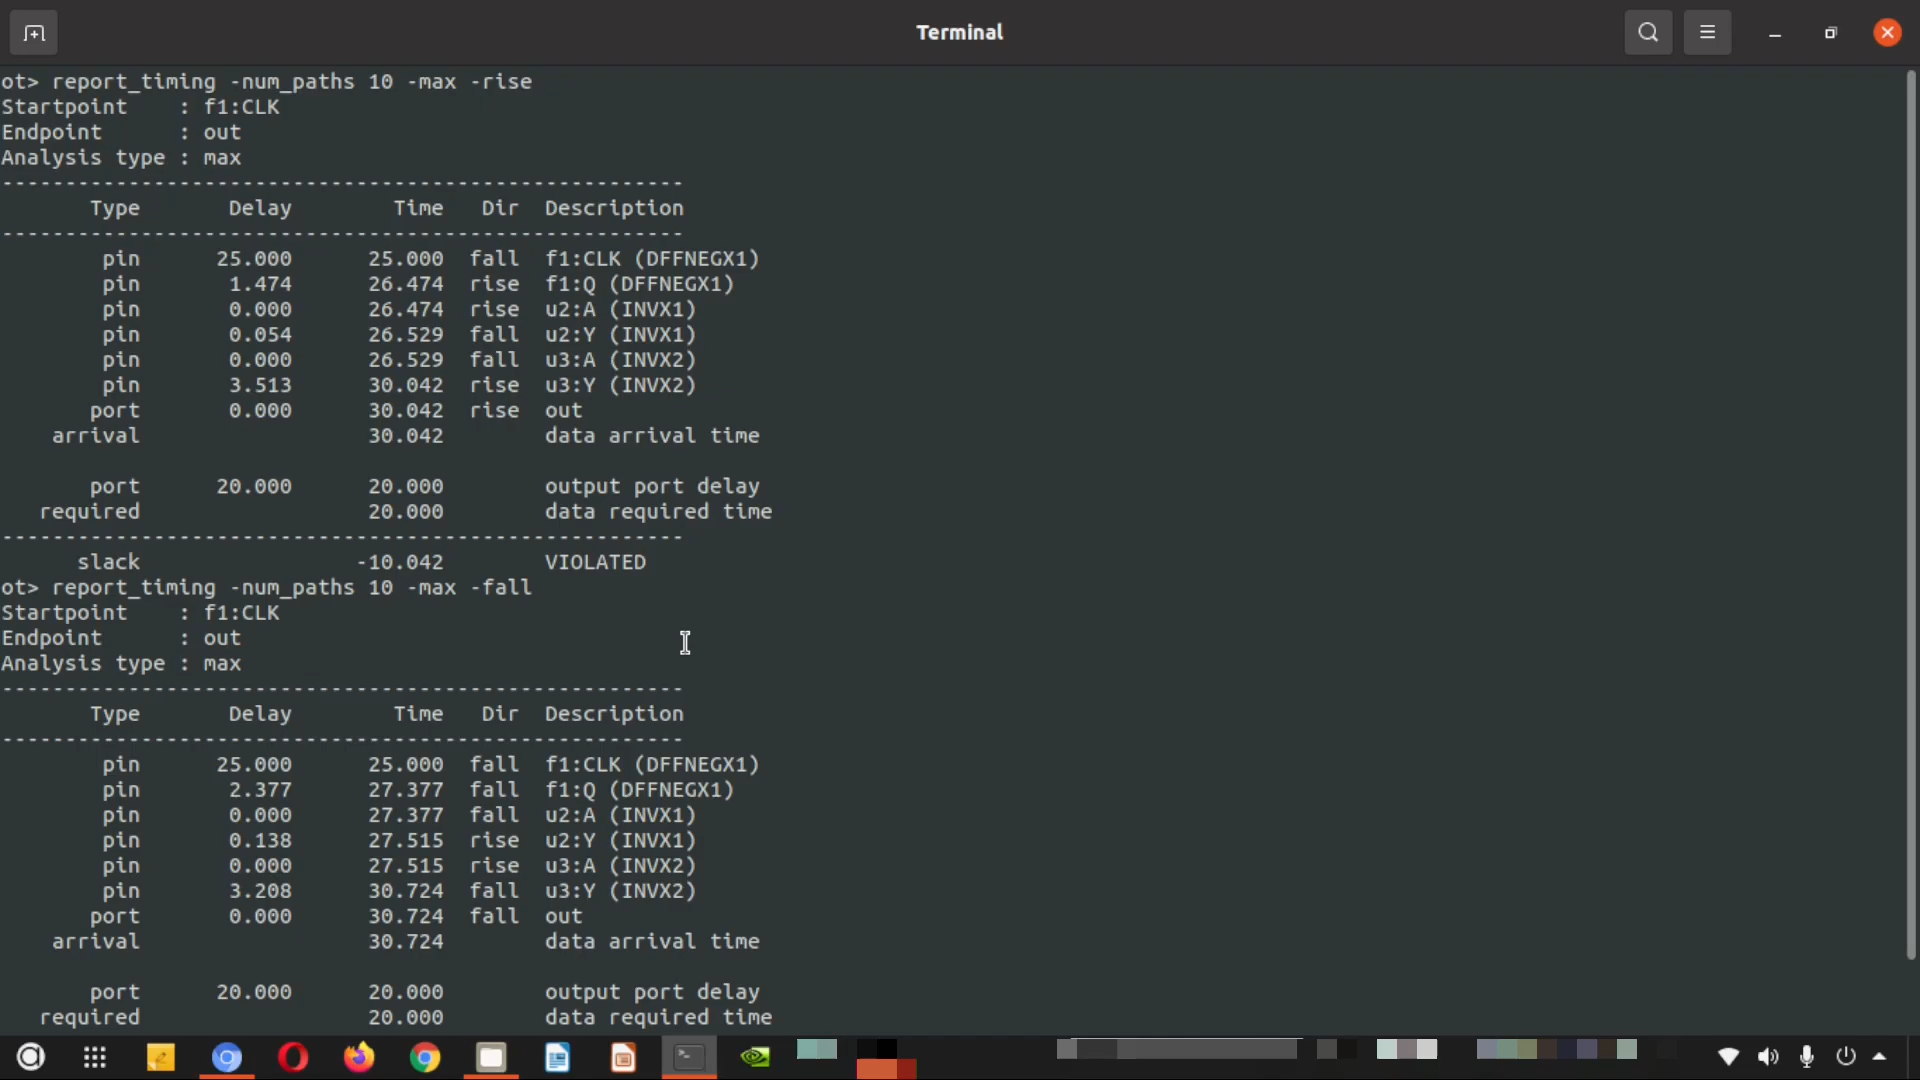 Terminal
ot> report_timing -num_paths 10 -max -rise
Startpoint    : f1:CLK
Endpoint      : out
Analysis type : max
------------------------------------------------------
       Type       Delay        Time   Dir  Description
------------------------------------------------------
        pin      25.000      25.000  fall  f1:CLK (DFFNEGX1)
        pin       1.474      26.474  rise  f1:Q (DFFNEGX1)
        pin       0.000      26.474  rise  u2:A (INVX1)
        pin       0.054      26.529  fall  u2:Y (INVX1)
        pin       0.000      26.529  fall  u3:A (INVX2)
        pin       3.513      30.042  rise  u3:Y (INVX2)
       port       0.000      30.042  rise  out
    arrival                  30.042        data arrival time
       port      20.000      20.000        output port delay
   required                  20.000        data required time
------------------------------------------------------
      slack                 -10.042        VIOLATED
ot> report_timing -num_paths 10 -max -fall
Startpoint    : f1:CLK
Endpoint      : out
Analysis type : max
------------------------------------------------------
       Type       Delay        Time   Dir  Description
------------------------------------------------------
        pin      25.000      25.000  fall  f1:CLK (DFFNEGX1)
        pin       2.377      27.377  fall  f1:Q (DFFNEGX1)
        pin       0.000      27.377  fall  u2:A (INVX1)
        pin       0.138      27.515  rise  u2:Y (INVX1)
        pin       0.000      27.515  rise  u3:A (INVX2)
        pin       3.208      30.724  fall  u3:Y (INVX2)
       port       0.000      30.724  fall  out
    arrival                  30.724        data arrival time
       port      20.000      20.000        output port delay
   required                  20.000        data required time